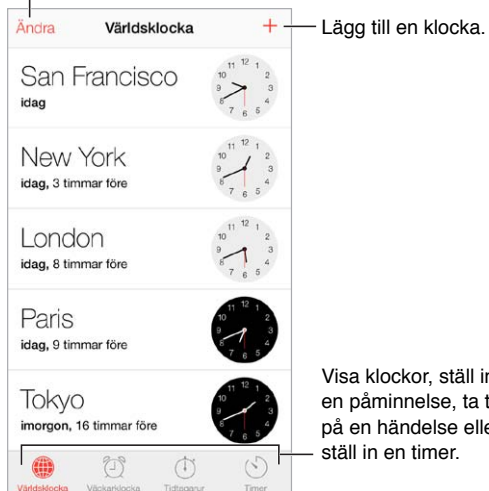 Ändra Världsklocka +
Lägg till en klocka.
San Francisco
idag
New York
idag, 3 timmar före
London
idag, 8 timmar före
Paris
idag, 9 timmar före
Tokyo
imorgon, 16 timmar före
Visa klockor, ställ in
en påminnelse, ta t
på en händelse elle
ställ in en timer.
Världsklocka Väckarklocka Tidtagarur Timer